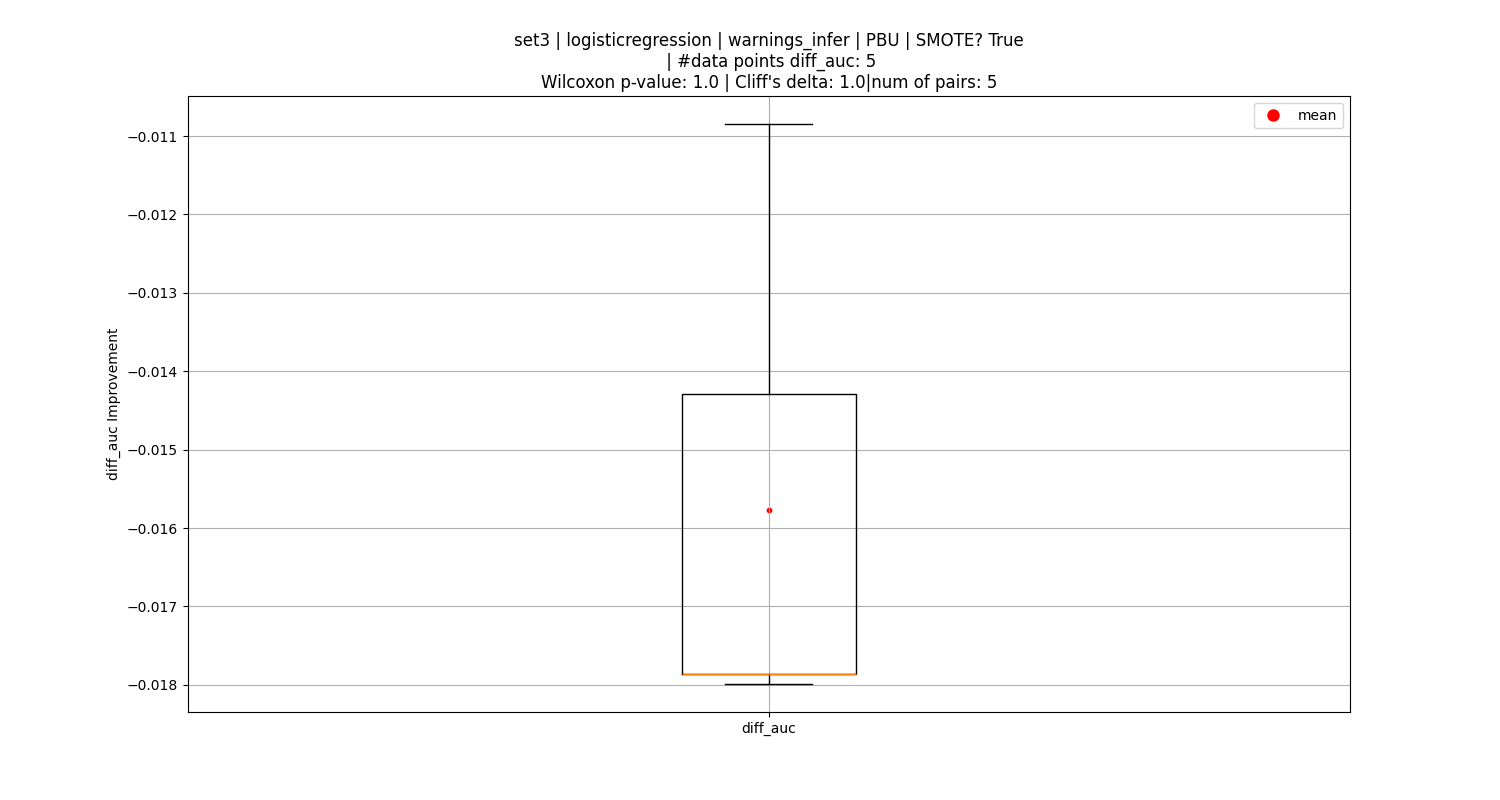 set3 | logisticregression | warnings_infer | PBU | SMOTE? True
| #data points diff_auc: 5
Wilcoxon p-value: 1.0 | Cliff's delta: 1.0|num of pairs: 5
mean
−0.011
−0.012
−0.013
−0.014
−0.015
−0.016
−0.017
−0.018
diff_auc Improvement
diff_auc